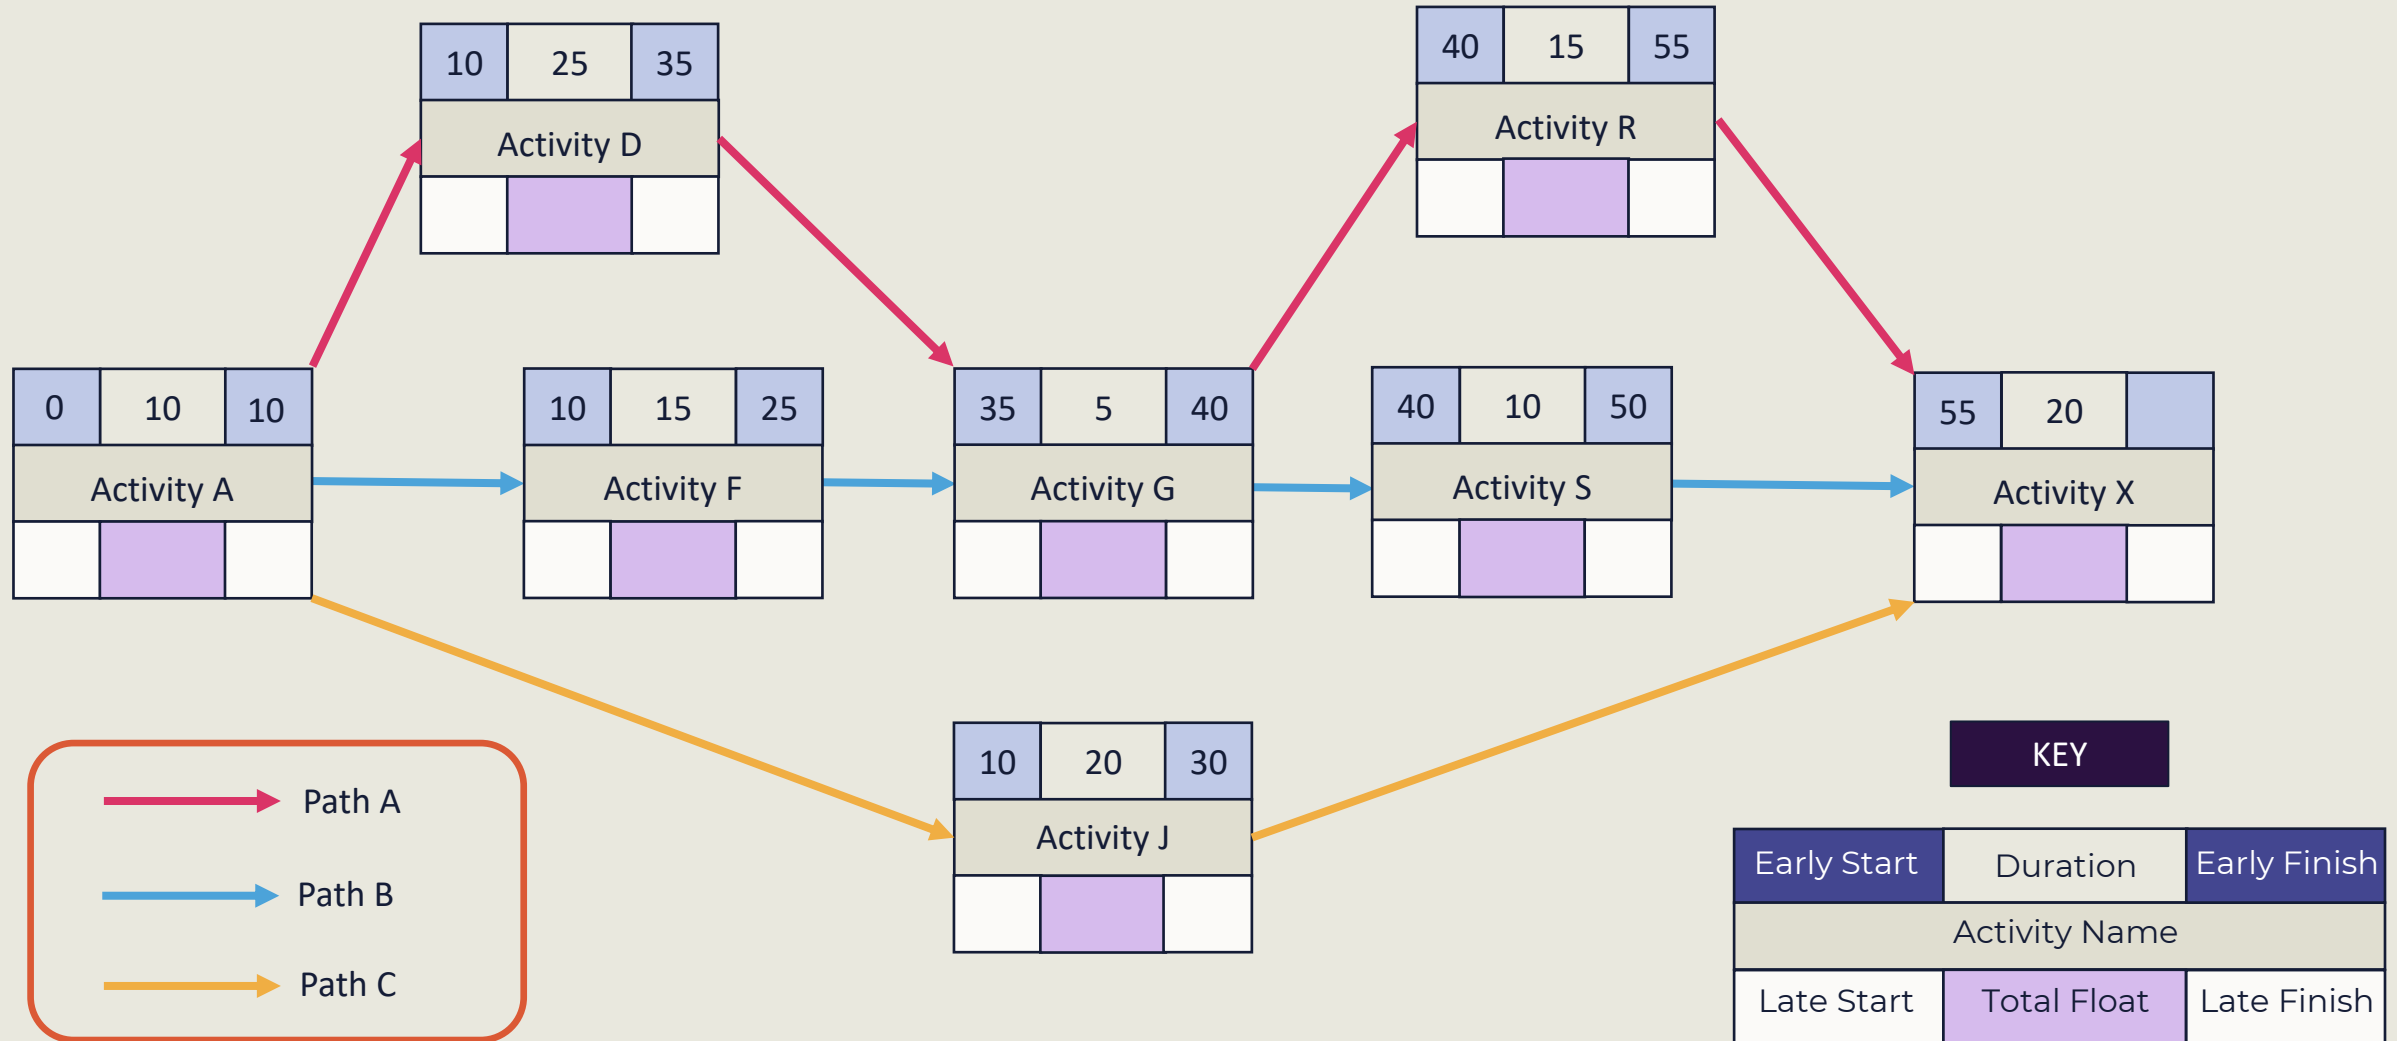 10 25 35
Activity D
40 15 55
Activity R
0 10 10
Activity A
10 15 25
Activity F
35 5 40
Activity G
40 10 50
Activity S
55 20
Activity X
10 20 30
Activity J
Path A
Path B
Path C
KEY
Early Start Duration Early Finish
Activity Name
Late Start Total Float Late Finish